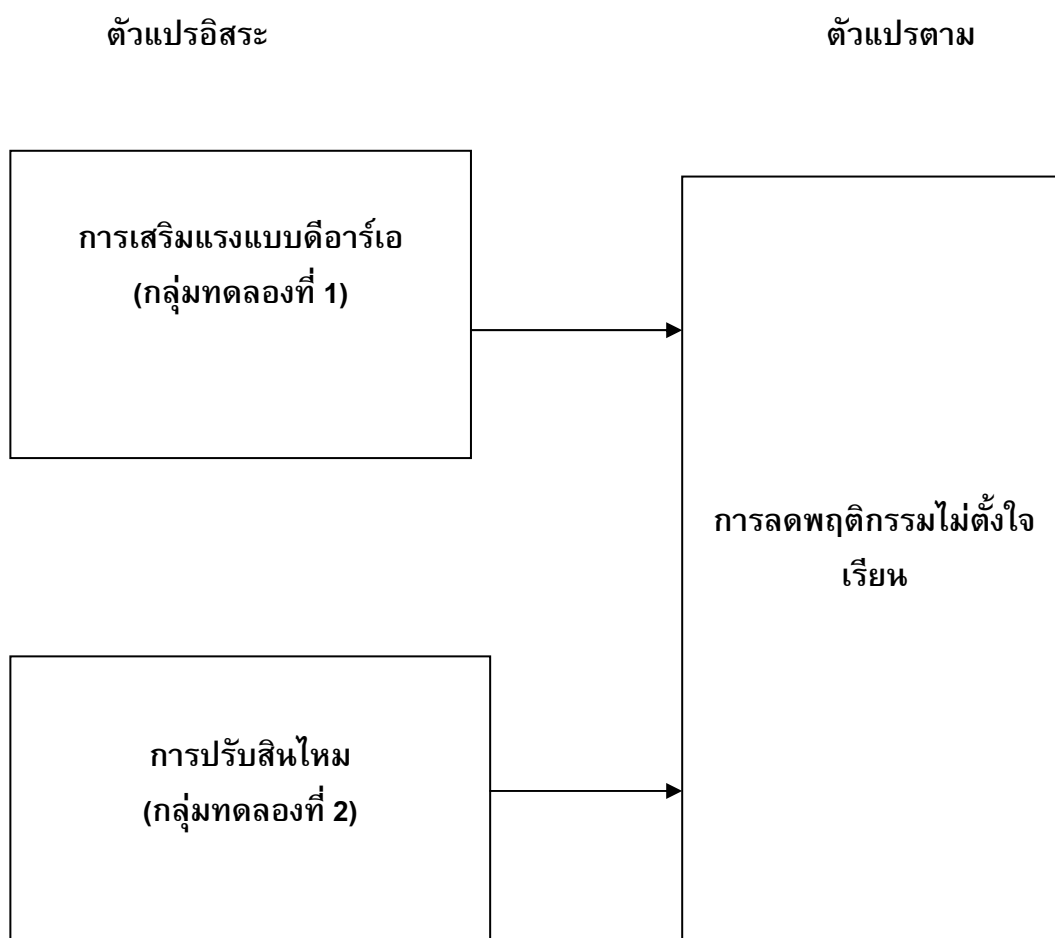 ตัวแปรอิสระ
ตัวแปรตาม
การเสริมแรงแบบดีอาร์เอ
(กลุ่มทดลองที่ 1)
การลดพฤติกรรมไม่ตั้งใจ
เรียน
การปรับสินไหม
(กลุ่มทดลองที่ 2)